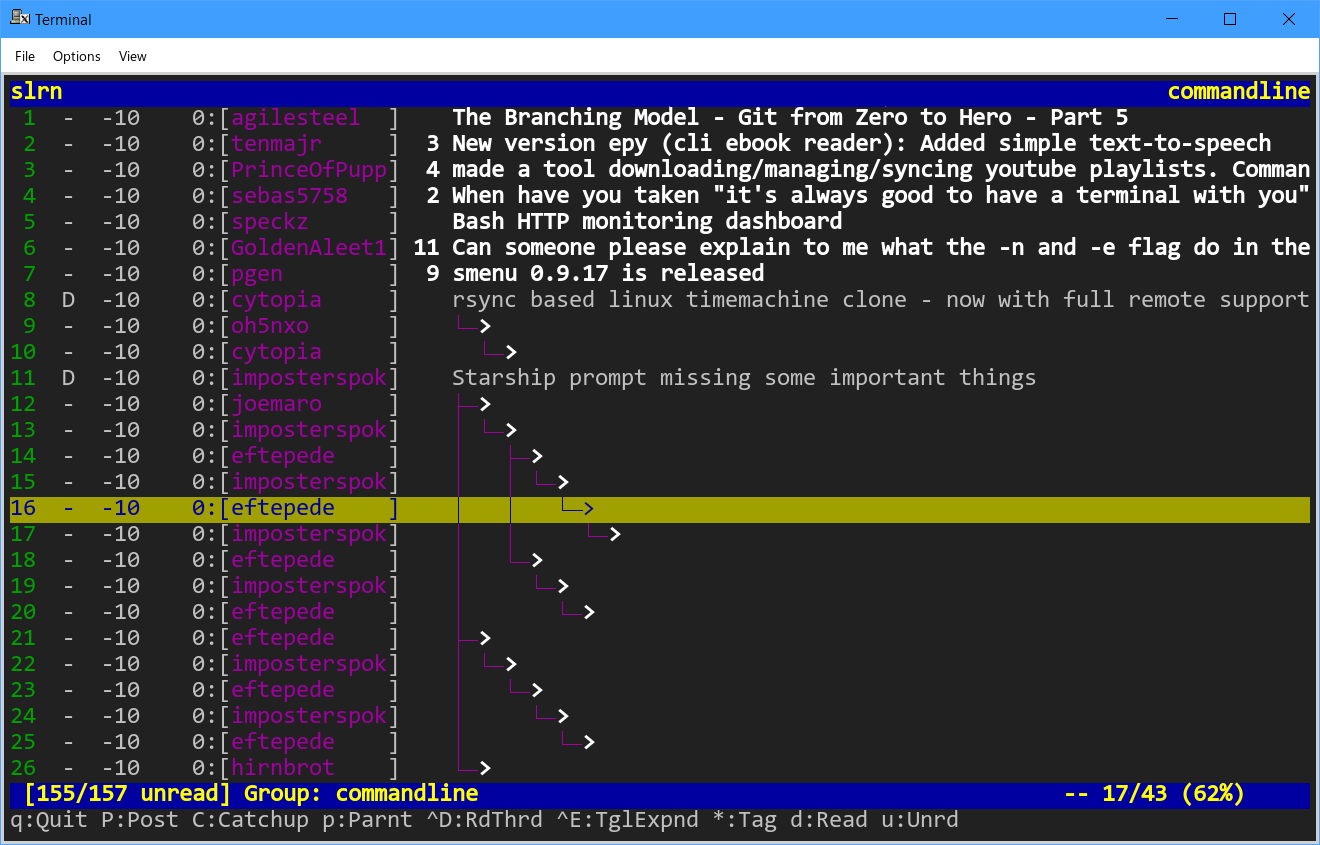 Terminal
File Options View
slrn commandline
1 - -10 0:[agilesteel ] The Branching Model - Git from Zero to Hero - Part 5
2 - -10 0:[tenmajr ] 3 New version epy (cli ebook reader): Added simple text-to-speech
3 - -10 0:[PrinceOfPupp] 4 made a tool downloading/managing/syncing youtube playlists. Comman
4 - -10 0:[sebas5758 ] 2 When have you taken "it's always good to have a terminal with you"
5 - -10 0:[speckz ] Bash HTTP monitoring dashboard
6 - -10 0:[GoldenAleet1] 11 Can someone please explain to me what the -n and -e flag do in the
7 - -10 0:[pgen ] 9 smenu 0.9.17 is released
8 D -10 0:[cytopia ] rsync based linux timemachine clone - now with full remote support
9 - -10 0:[oh5nxo ] └─>
10 - -10 0:[cytopia ] └─>
11 D -10 0:[imposterspok] Starship prompt missing some important things
12 - -10 0:[joemaro ] ├─>
13 - -10 0:[imposterspok] │ └─>
14 - -10 0:[eftepede ] │ ├─>
15 - -10 0:[imposterspok] │ │ └─>
16 - -10 0:[eftepede ] │ │ └─>
17 - -10 0:[imposterspok] │ │ └─>
18 - -10 0:[eftepede ] │ └─>
19 - -10 0:[imposterspok] │ └─>
20 - -10 0:[eftepede ] │ └─>
21 - -10 0:[eftepede ] ├─>
22 - -10 0:[imposterspok] │ └─>
23 - -10 0:[eftepede ] │ └─>
24 - -10 0:[imposterspok] │ └─>
25 - -10 0:[eftepede ] │ └─>
26 - -10 0:[hirnbrot ] └─>
[155/157 unread] Group: commandline -- 17/43 (62%)
q:Quit P:Post C:Catchup p:Parnt ^D:RdThrd ^E:TglExpnd *:Tag d:Read u:Unrd